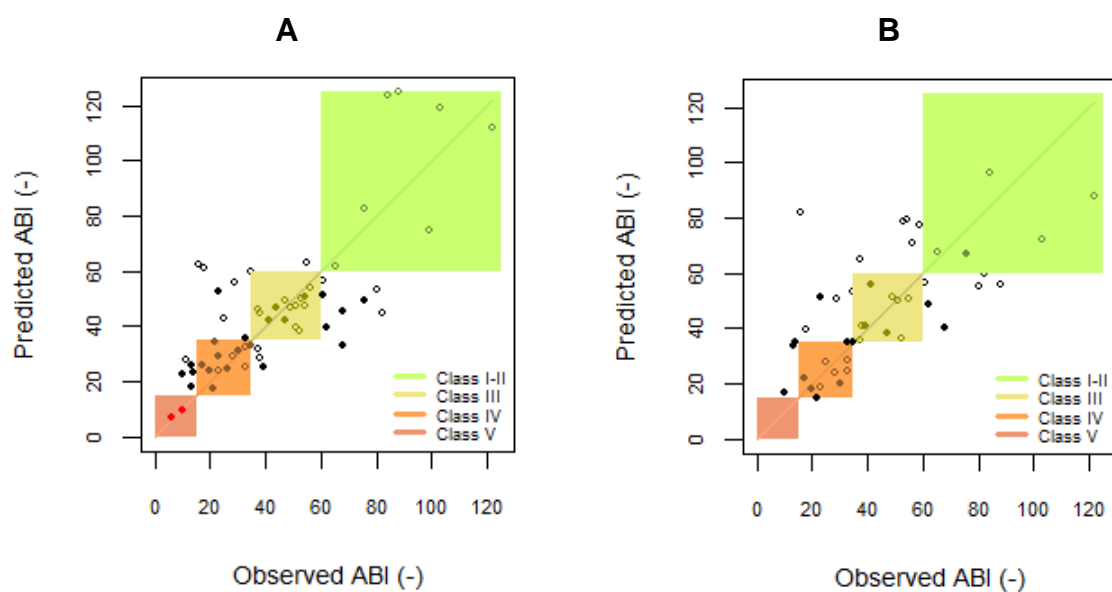 A
Predicted ABI (-)
120
100
80
60
40
20
0
Class I-II
Class III
Class IV
Class V
0 20 40 60 80 100 120
Observed ABI (-)
B
Predicted ABI (-)
120
100
80
60
40
20
0
Class I-II
Class III
Class IV
Class V
0 20 40 60 80 100 120
Observed ABI (-)